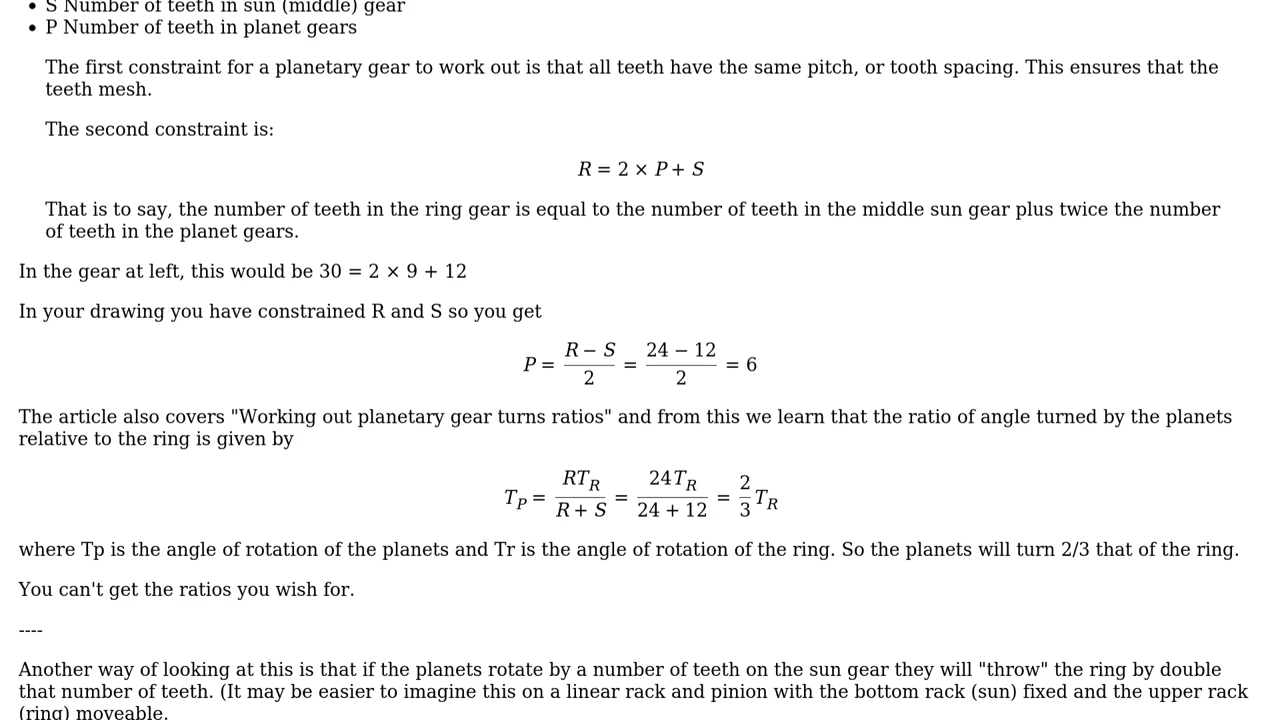 • S Number of teeth in sun (middle) gear
• P Number of teeth in planet gears
The first constraint for a planetary gear to work out is that all teeth have the same pitch, or tooth spacing. This ensures that the
teeth mesh.
The second constraint is:
R = 2 × P + S
That is to say, the number of teeth in the ring gear is equal to the number of teeth in the middle sun gear plus twice the number
of teeth in the planet gears.
In the gear at left, this would be 30 = 2 × 9 + 12
In your drawing you have constrained R and S so you get
P = \frac{R − S}{2} = \frac{24 − 12}{2} = 6
The article also covers "Working out planetary gear turns ratios" and from this we learn that the ratio of angle turned by the planets
relative to the ring is given by
T_P = \frac{RT_R}{R + S} = \frac{24T_R}{24 + 12} = \frac{2}{3} T_R
where Tp is the angle of rotation of the planets and Tr is the angle of rotation of the ring. So the planets will turn 2/3 that of the ring.
You can't get the ratios you wish for.
----
Another way of looking at this is that if the planets rotate by a number of teeth on the sun gear they will "throw" the ring by double
that number of teeth. (It may be easier to imagine this on a linear rack and pinion with the bottom rack (sun) fixed and the upper rack
(ring) moveable.